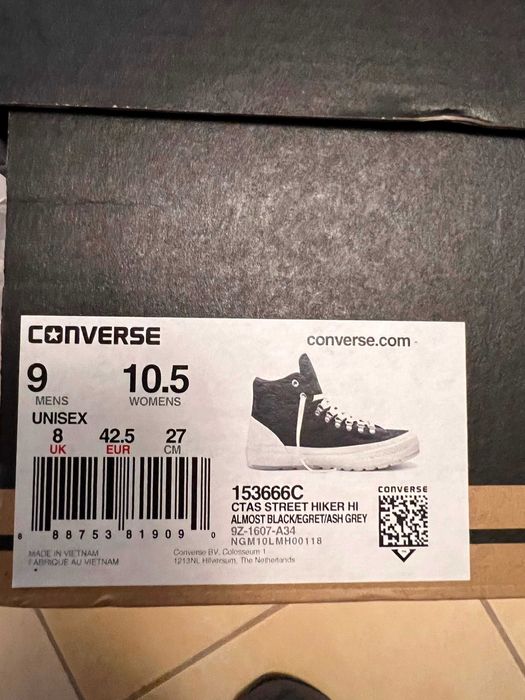 CONVERSE
converse.com
9 10.5
MENS WOMENS
UNISEX
8 42.5 27
UK EUR CM
153666C
CTAS STREET HIKER HI
ALMOST BLACK/EGRET/ASH GREY
9Z-1607-A34
NGM10LMH00118
CONVERSE
8 88753 81909 0
MADE IN VIETNAM
FABRIQUÉ AU VIETNAM
Converse BV, Colosseum 1
1213NL Hilversum, The Netherlands